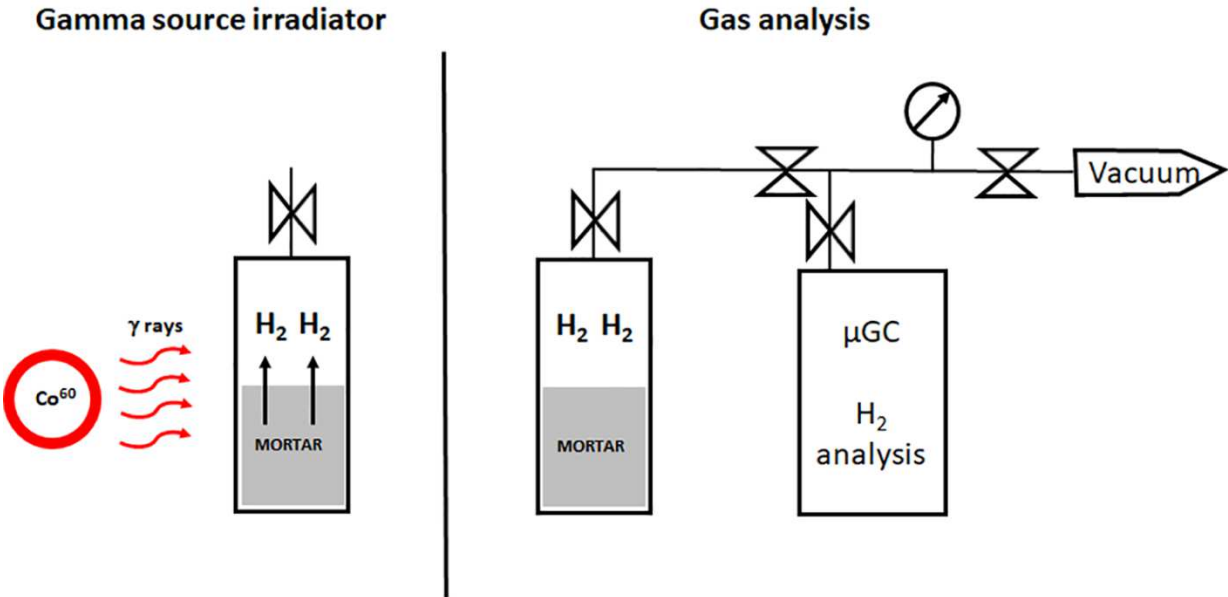 Gamma source irradiator
Gas analysis
γ rays
Co⁶⁰
H₂ H₂
MORTAR
H₂ H₂
MORTAR
µGC
H₂
analysis
Vacuum